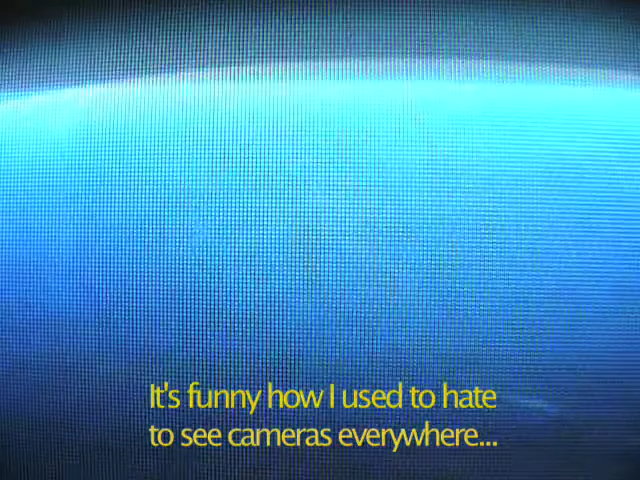 It's funny how I used to hate
to see cameras everywhere...